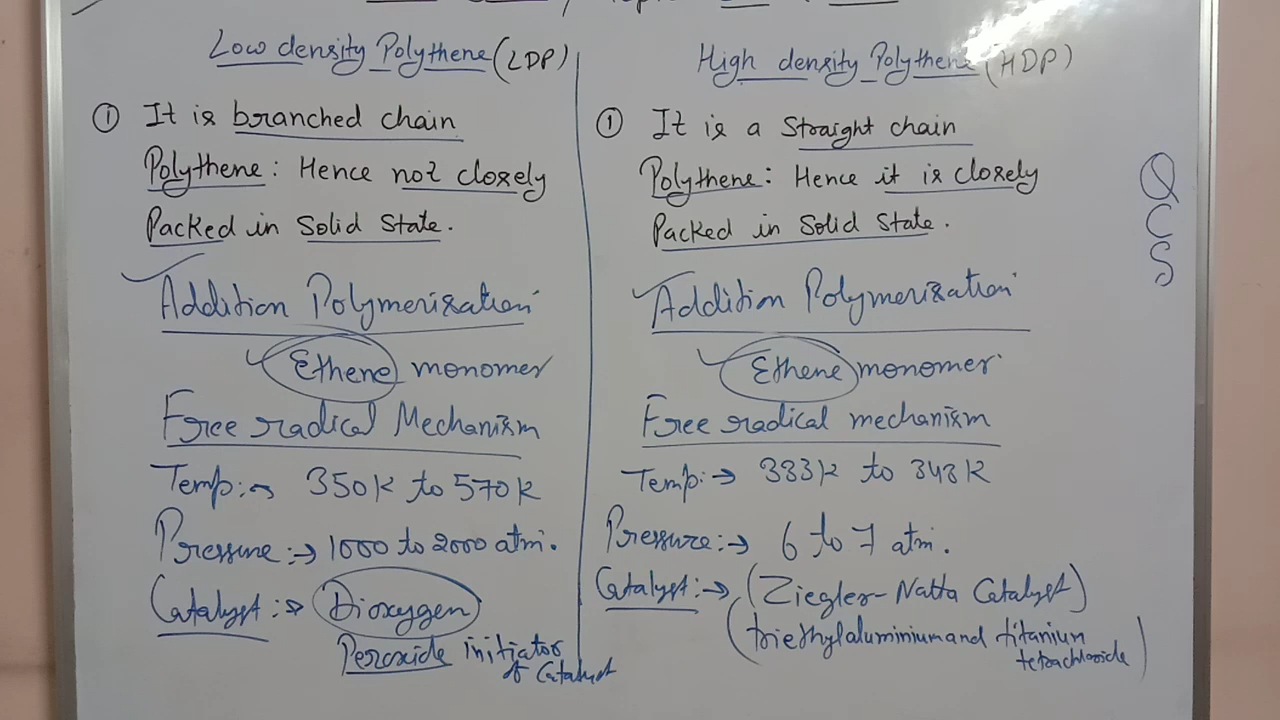 Low density Polythene (LDP)
① It is branched chain
Polythene: Hence not closely
Packed in Solid State.
Addition Polymerization
Ethene monomer
Free radical Mechanism
Temp:→ 350K to 570K
Pressure:→ 1000 to 2000 atm.
Catalyst:→ Dioxygen
Peroxide initiator
of Catalyst
High density Polythene (HDP)
① It is a Straight chain
Polythene: Hence it is closely
Packed in Solid State.
Addition Polymerization
Ethene monomer
Free radical mechanism
Temp:→ 333K to 343K
Pressure:→ 6 to 7 atm.
Catalyst:→ (Ziegler-Natta Catalyst)
(triethylaluminium and titanium
tetrachloride)
Q
C
S